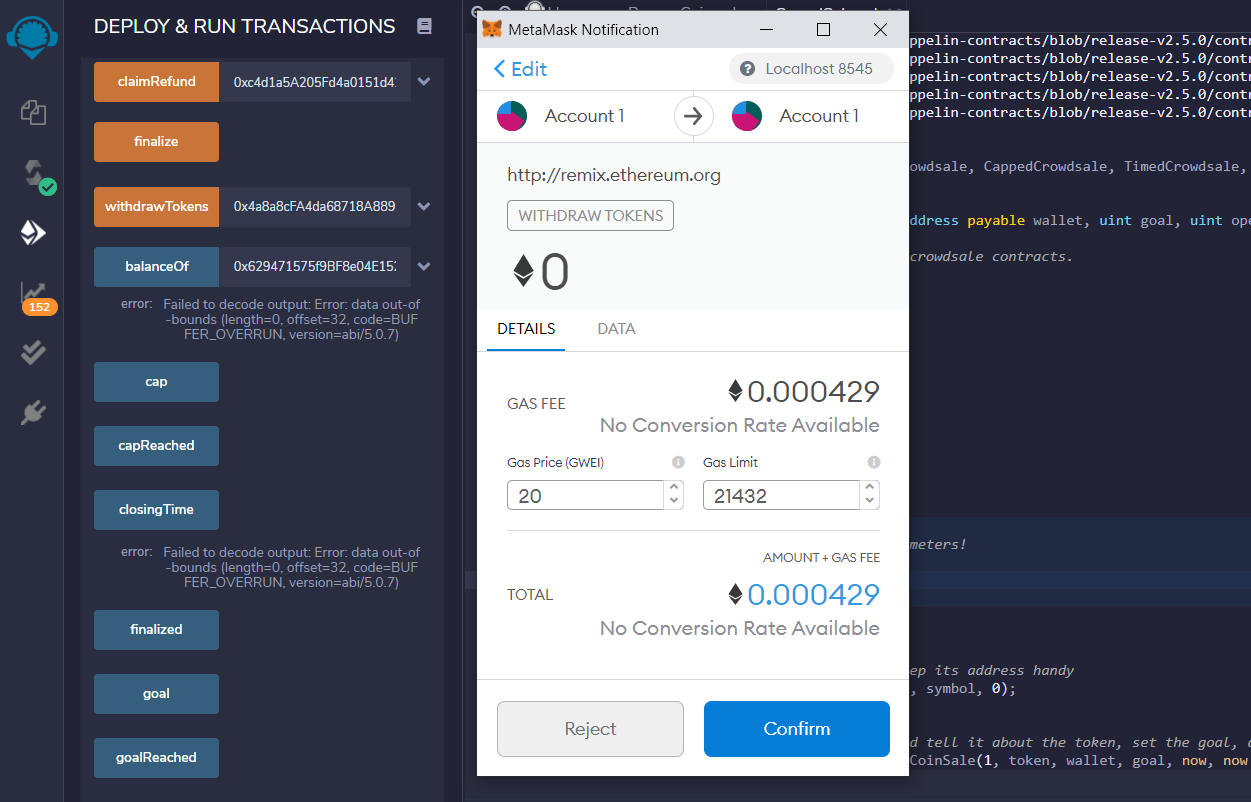 DEPLOY & RUN TRANSACTIONS
claimRefund
0xc4d1a5A205Fd4a0151d4
finalize
withdrawTokens
0x4a8a8cFA4da68718A889
balanceOf
0x629471575f9BF8e04E152
error: Failed to decode output: Error: data out-of
-bounds (length=0, offset=32, code=BUF
FER_OVERRUN, version=abi/5.0.7)
cap
capReached
closingTime
error: Failed to decode output: Error: data out-of
-bounds (length=0, offset=32, code=BUF
FER_OVERRUN, version=abi/5.0.7)
finalized
goal
goalReached
152
MetaMask Notification
Edit
Localhost 8545
Account 1
Account 1
http://remix.ethereum.org
WITHDRAW TOKENS
0
DETAILS
DATA
GAS FEE
0.000429
No Conversion Rate Available
Gas Price (GWEI)
Gas Limit
20
21432
AMOUNT + GAS FEE
TOTAL
0.000429
No Conversion Rate Available
Reject
Confirm
ppelin-contracts/blob/release-v2.5.0/contr
ppelin-contracts/blob/release-v2.5.0/contr
ppelin-contracts/blob/release-v2.5.0/contr
ppelin-contracts/blob/release-v2.5.0/contr
ppelin-contracts/blob/release-v2.5.0/contr
owdsale, CappedCrowdsale, TimedCrowdsale,
ddress payable wallet, uint goal, uint ope
crowdsale contracts.
meters!
ep its address handy
, symbol, 0);
d tell it about the token, set the goal,
CoinSale(1, token, wallet, goal, now, now